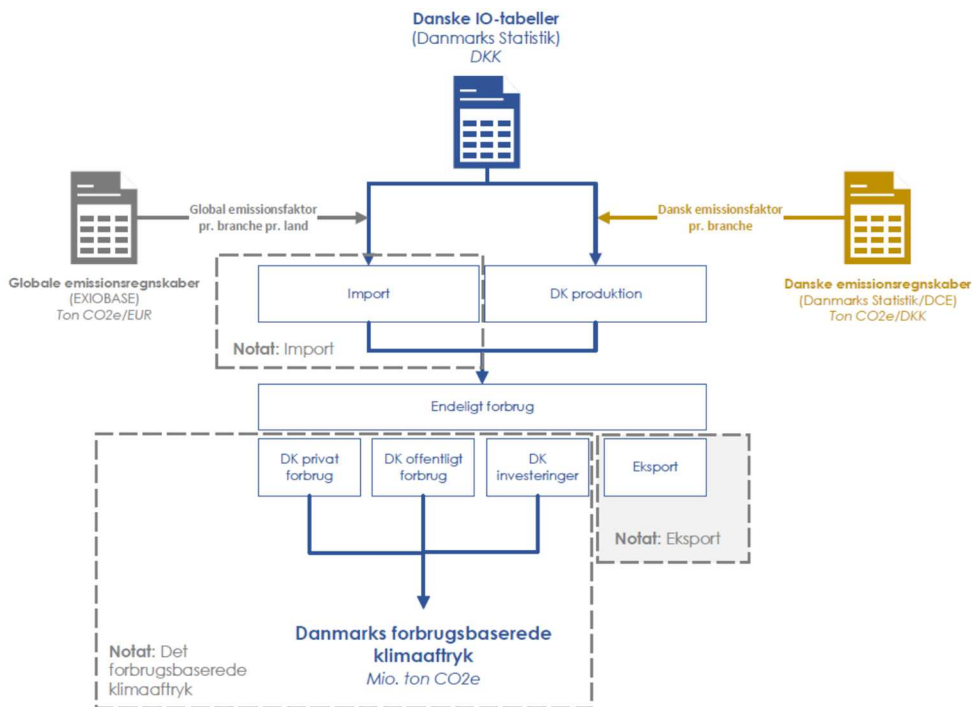 Danske IO-tabeller
(Danmarks Statistik)
DKK
Global emissionsfaktor
pr. branche pr. land
Dansk emissionsfaktor
pr. branche
Globale emissionsregnskaber
(EXIOBASE)
Ton CO2e/EUR
Danske emissionsregnskaber
(Danmarks Statistik/DCE)
Ton CO2e/DKK
Import
DK produktion
Notat: Import
Endeligt forbrug
DK privat
forbrug
DK offentligt
forbrug
DK
investeringer
Eksport
Notat: Eksport
Danmarks forbrugsbaserede
klimaaftryk
Mio. ton CO2e
Notat: Det
forbrugsbaserede
klimaaftryk